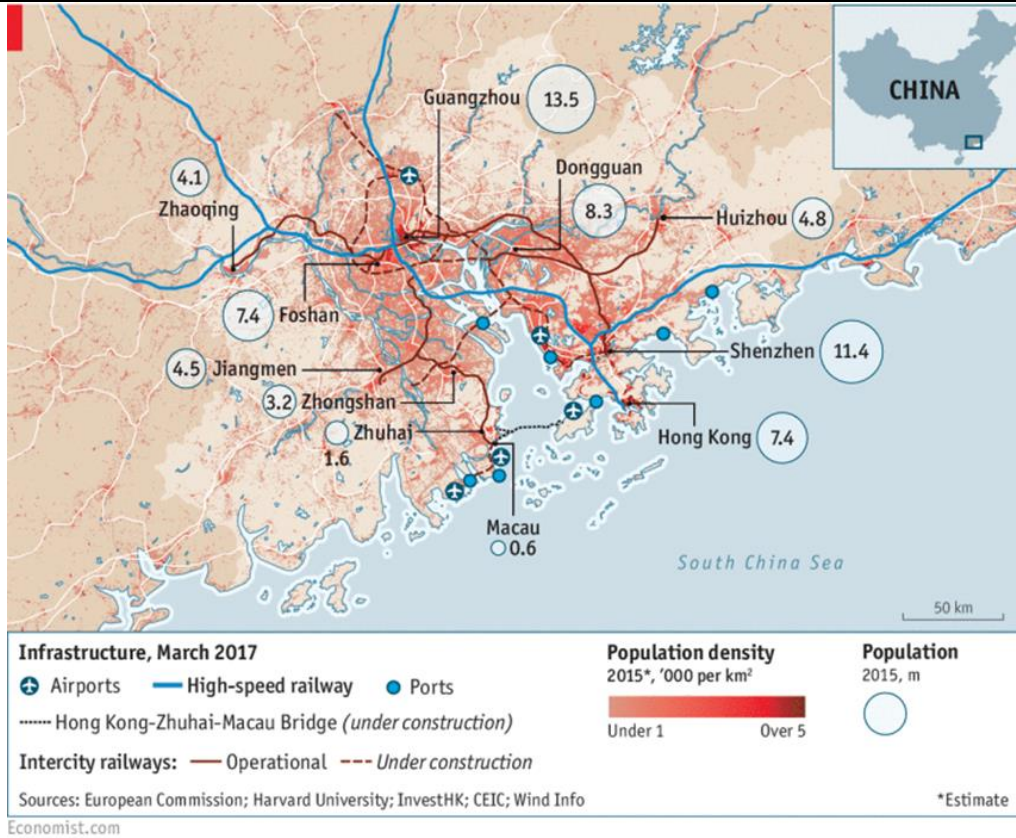 CHINA
Guangzhou 13.5
Dongguan
8.3
4.1
Zhaoqing
Huizhou 4.8
7.4 Foshan
Shenzhen 11.4
4.5 Jiangmen
3.2 Zhongshan
Zhuhai
1.6
Hong Kong 7.4
Macau
0.6
South China Sea
50 km
Infrastructure, March 2017
Airports High-speed railway Ports
Hong Kong-Zhuhai-Macau Bridge (under construction)
Intercity railways: Operational Under construction
Population density
2015*, '000 per km²
Under 1 Over 5
Population
2015, m
Sources: European Commission; Harvard University; InvestHK; CEIC; Wind Info
*Estimate
Economist.com